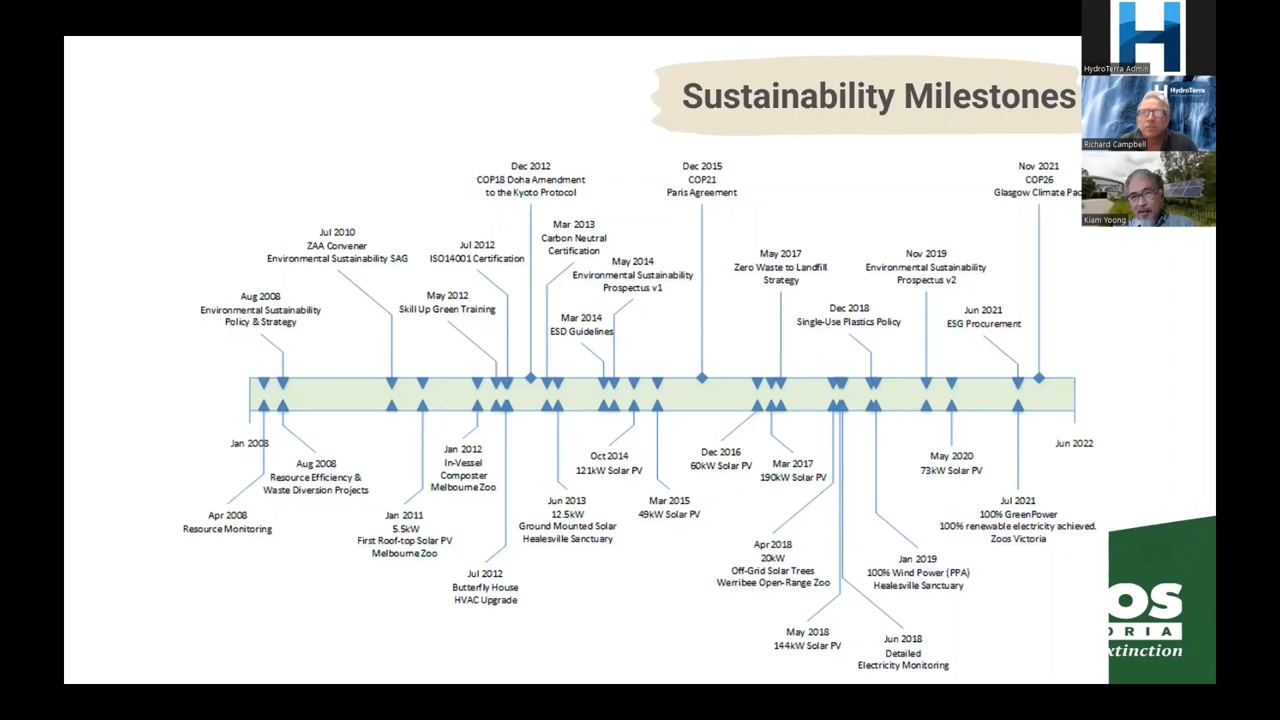 HydroTerra Admin
HydroTerra
Richard Campbell
Kiam Yoong
Sustainability Milestones
Dec 2012
COP18 Doha Amendment
to the Kyoto Protocol
Dec 2015
COP21
Paris Agreement
Nov 2021
COP26
Glasgow Climate Pac
Jul 2010
ZAA Convener
Environmental Sustainability SAG
Jul 2012
ISO14001 Certification
Mar 2013
Carbon Neutral
Certification
May 2014
Environmental Sustainability
Prospectus v1
May 2017
Zero Waste to Landfill
Strategy
Nov 2019
Environmental Sustainability
Prospectus v2
Aug 2008
Environmental Sustainability
Policy & Strategy
May 2012
Skill Up Green Training
Mar 2014
ESD Guidelines
Dec 2018
Single-Use Plastics Policy
Jun 2021
ESG Procurement
Jan 2008
Jun 2022
Apr 2008
Resource Monitoring
Aug 2008
Resource Efficiency &
Waste Diversion Projects
Jan 2011
5.5kW
First Roof-top Solar PV
Melbourne Zoo
Jan 2012
In-Vessel
Composter
Melbourne Zoo
Jul 2012
Butterfly House
HVAC Upgrade
Jun 2013
12.5kW
Ground Mounted Solar
Healesville Sanctuary
Oct 2014
121kW Solar PV
Mar 2015
49kW Solar PV
Dec 2016
60kW Solar PV
Mar 2017
190kW Solar PV
Apr 2018
20kW
Off-Grid Solar Trees
Werribee Open-Range Zoo
May 2018
144kW Solar PV
Jun 2018
Detailed
Electricity Monitoring
Jan 2019
100% Wind Power (PPA)
Healesville Sanctuary
May 2020
73kW Solar PV
Jul 2021
100% GreenPower
100% renewable electricity achieved.
Zoos Victoria
OS
ORIA
xtinction